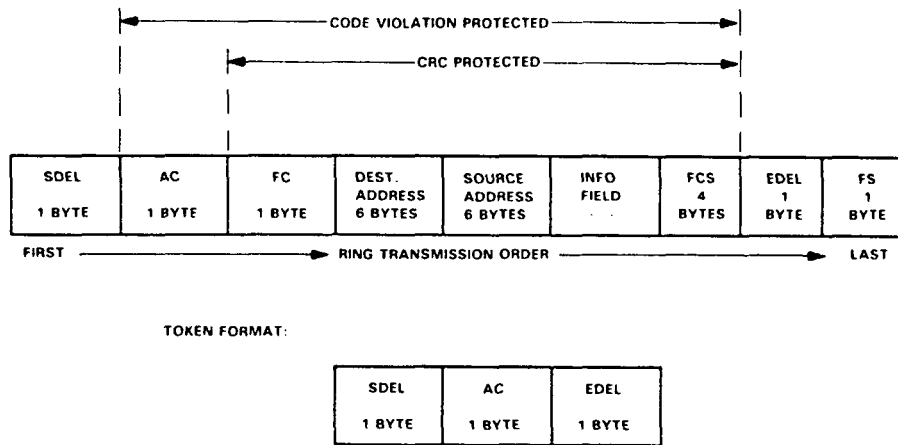 CODE VIOLATION PROTECTED
CRC PROTECTED
SDEL
1 BYTE
AC
1 BYTE
FC
1 BYTE
DEST.
ADDRESS
6 BYTES
SOURCE
ADDRESS
6 BYTES
INFO
FIELD
FCS
4
BYTES
EDEL
1
BYTE
FS
1
BYTE
FIRST
RING TRANSMISSION ORDER
LAST
TOKEN FORMAT:
SDEL
1 BYTE
AC
1 BYTE
EDEL
1 BYTE